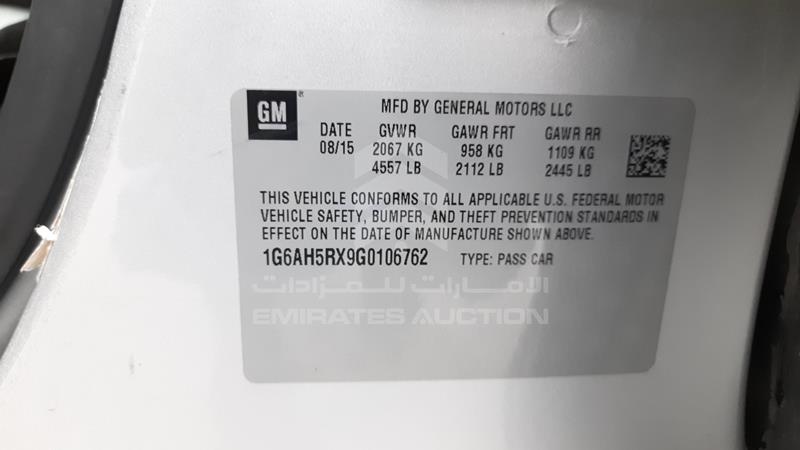 GM
MFD BY GENERAL MOTORS LLC
DATE GVWR GAWR FRT GAWR RR
08/15 2067 KG 958 KG 1109 KG
4557 LB 2112 LB 2445 LB
THIS VEHICLE CONFORMS TO ALL APPLICABLE U.S. FEDERAL MOTOR
VEHICLE SAFETY, BUMPER, AND THEFT PREVENTION STANDARDS IN
EFFECT ON THE DATE OF MANUFACTURE SHOWN ABOVE.
1G6AH5RX9G0106762 TYPE: PASS CAR
الامارات للمزادات
EMIRATES AUCTION